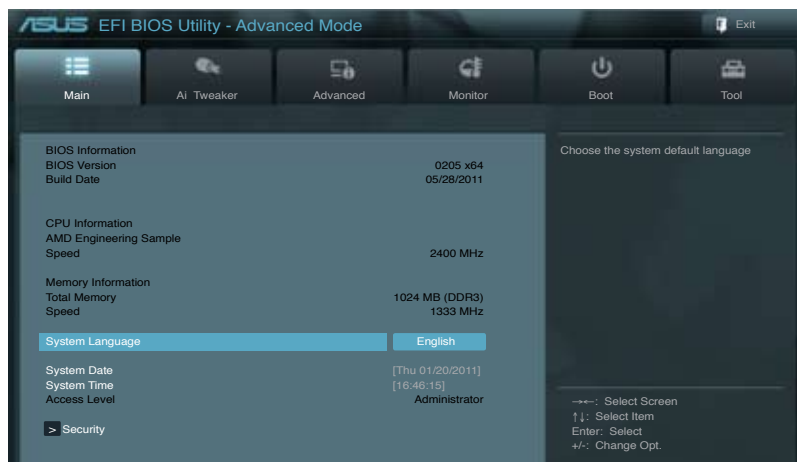 ASUS EFI BIOS Utility - Advanced Mode
Exit
Main
Ai Tweaker
Advanced
Monitor
Boot
Tool
BIOS Information
BIOS Version 0205 x64
Build Date 05/28/2011
CPU Information
AMD Engineering Sample
Speed 2400 MHz
Memory Information
Total Memory 1024 MB (DDR3)
Speed 1333 MHz
System Language English
System Date [Thu 01/20/2011]
System Time [16:46:15]
Access Level Administrator
> Security
Choose the system default language
→←: Select Screen
↑↓: Select Item
Enter: Select
+/-: Change Opt.